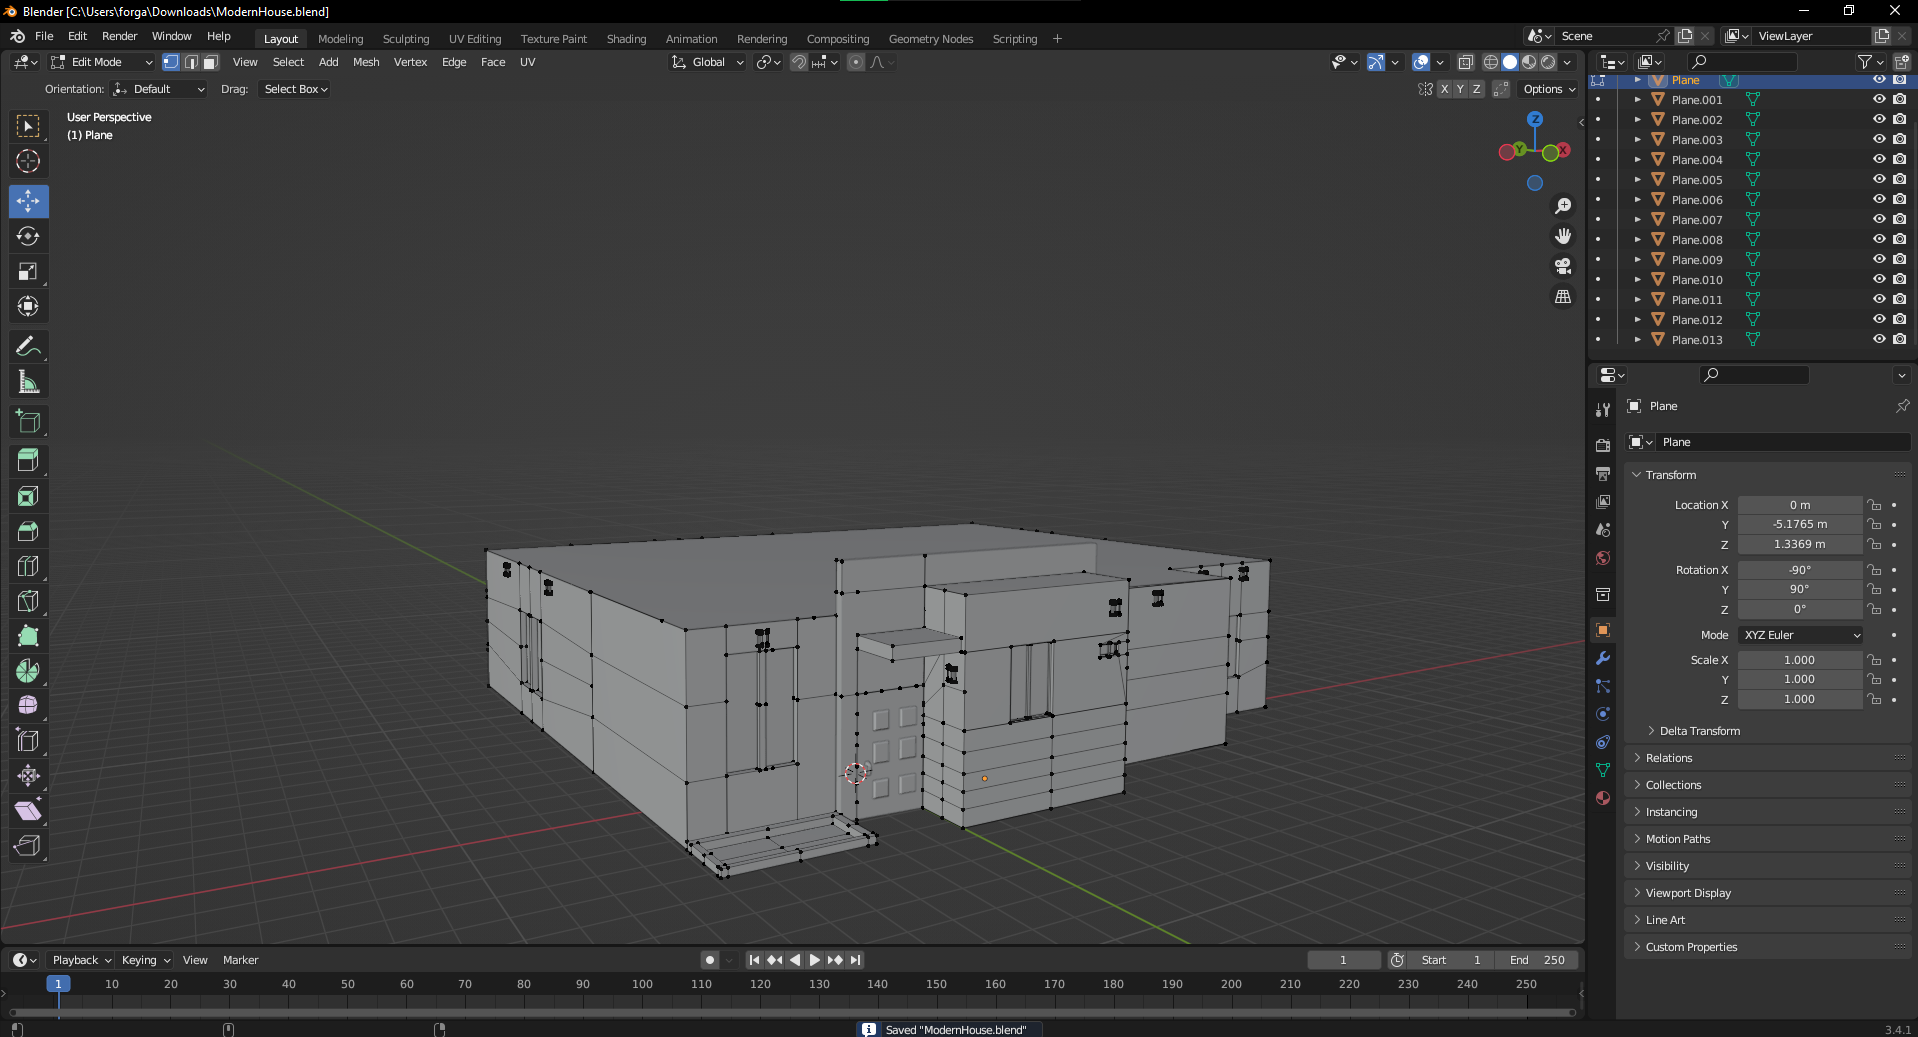 Blender [C:\Users\forga\Downloads\ModernHouse.blend]
File Edit Render Window Help Layout Modeling Sculpting UV Editing Texture Paint Shading Animation Rendering Compositing Geometry Nodes Scripting + Scene ViewLayer
Edit Mode View Select Add Mesh Vertex Edge Face UV Global
Orientation: Default Drag: Select Box X Y Z Options
User Perspective
(1) Plane
Z
Y X
Plane
Plane.001
Plane.002
Plane.003
Plane.004
Plane.005
Plane.006
Plane.007
Plane.008
Plane.009
Plane.010
Plane.011
Plane.012
Plane.013
Plane
Plane
Transform
Location X 0 m
Y -5.1765 m
Z 1.3369 m
Rotation X -90°
Y 90°
Z 0°
Mode XYZ Euler
Scale X 1.000
Y 1.000
Z 1.000
Delta Transform
Relations
Collections
Instancing
Motion Paths
Visibility
Viewport Display
Line Art
Custom Properties
Playback Keying View Marker 1 Start 1 End 250
1 10 20 30 40 50 60 70 80 90 100 110 120 130 140 150 160 170 180 190 200 210 220 230 240 250
Saved "ModernHouse.blend"
3.4.1